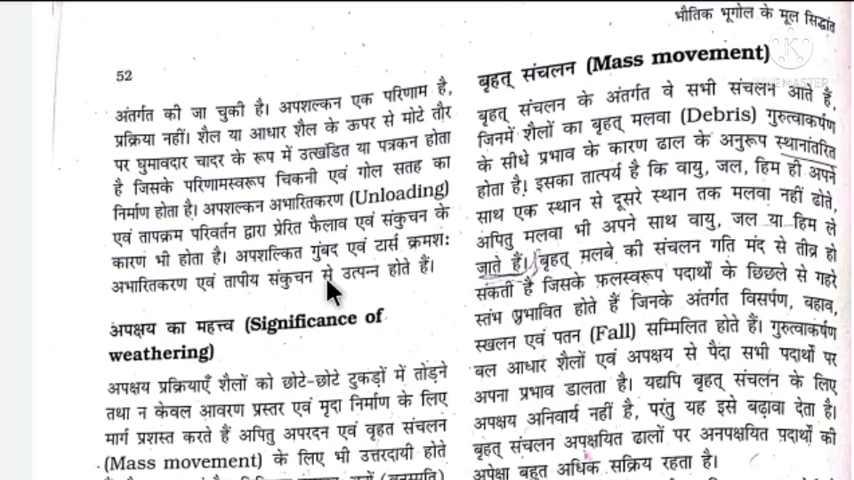 भौतिक भूगोल के मूल सिद्धांत
KINEMASTER
52
अंतर्गत की जा चुकी है। अपशल्कन एक परिणाम है,
प्रक्रिया नहीं। शैल या आधार शैल के ऊपर से मोटे तौर
पर घुमावदार चादर के रूप में उत्खंडित या पत्रकन होता
है जिसके परिणामस्वरूप चिकनी एवं गोल सतह का
निर्माण होता है। अपशल्कन अभारितकरण (Unloading)
एवं तापक्रम परिवर्तन द्वारा प्रेरित फैलाव एवं संकुचन के
कारण भी होता है। अपशल्कित गुंबद एवं टार्स क्रमश:
अभारितकरण एवं तापीय संकुचन से उत्पन्न होते हैं।
अपक्षय का महत्त्व (Significance of
weathering)
अपक्षय प्रक्रियाएँ शैलों को छोटे-छोटे टुकड़ों में तोड़ने
तथा न केवल आवरण प्रस्तर एवं मृदा निर्माण के लिए
मार्ग प्रशस्त करते हैं अपितु अपरदन एवं वृहत संचलन
(Mass movement) के लिए भी उत्तरदायी होते
बृहत् संचलन (Mass movement)
बृहत् संचलन के अंतर्गत वे सभी संचलन आते हैं,
जिनमें शैलों का बृहत् मलवा (Debris) गुरुत्वाकर्षण
के सीधे प्रभाव के कारण ढाल के अनुरूप स्थानांतरित
होता है। इसका तात्पर्य है कि वायु, जल, हिम ही अपने
साथ एक स्थान से दूसरे स्थान तक मलवा नहीं ढोते,
अपितु मलवा भी अपने साथ वायु, जल या हिम ले
जाते हैं। बृहत् मलबे की संचलन गति मंद से तीव्र हो
सकती है जिसके फ़लस्वरूप पदार्थों के छिछले से गहरे
स्तंभ प्रभावित होते हैं जिनके अंतर्गत विसर्पण, बहाव,
स्खलन एवं पतन (Fall) सम्मिलित होते हैं। गुरुत्वाकर्षण
बल आधार शैलों एवं अपक्षय से पैदा सभी पदार्थों पर
अपना प्रभाव डालता है। यद्यपि बृहत् संचलन के लिए
अपक्षय अनिवार्य नहीं है, परंतु यह इसे बढ़ावा देता है।
बृहत् संचलन अपक्षयित ढालों पर अनपक्षयित पदार्थों की
अपेक्षा बहुत अधिक सक्रिय रहता है।